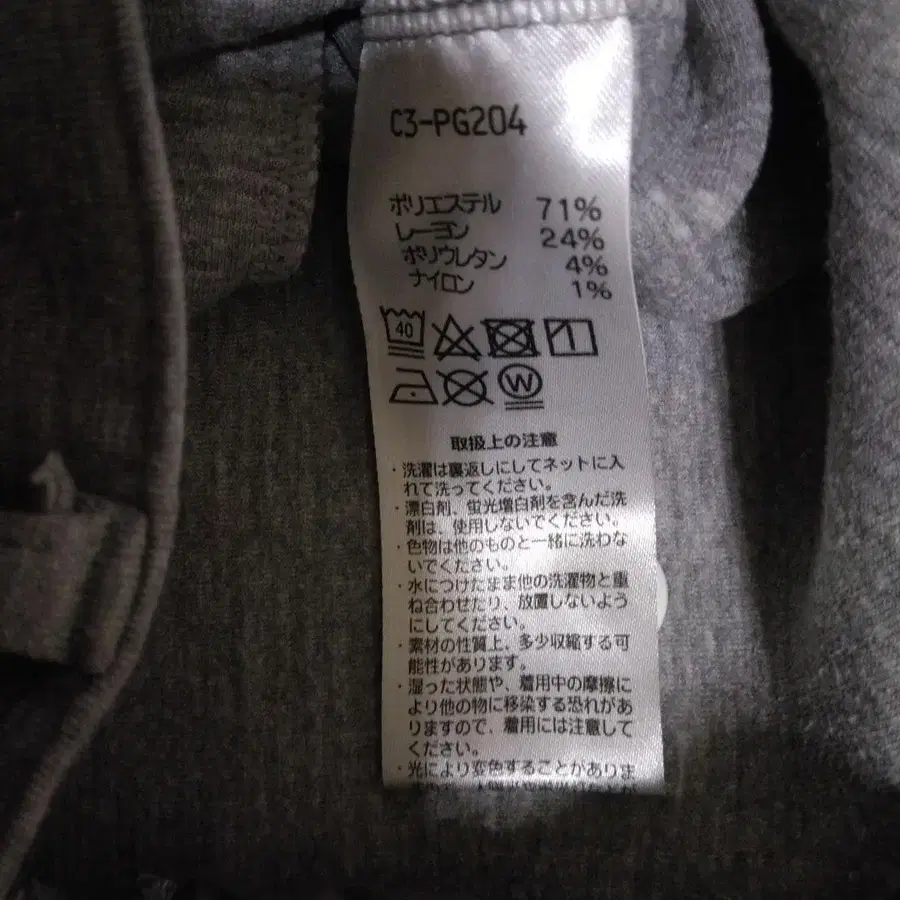 C3-PG204
ポリエステル 71%
レーヨン 24%
ポリウレタン 4%
ナイロン 1%
40
W
取扱上の注意
・洗濯は裏返しにしてネットに入
れて洗ってください。
・漂白剤、蛍光増白剤を含んだ洗
剤は、使用しないでください。
・色物は他のものと一緒に洗わな
いでください。
・水につけたまま他の洗濯物と重
ね合わせたり、放置しないよう
にしてください。
・素材の性質上、多少収縮する可
能性があります。
・湿った状態や、着用中の摩擦に
より他の物に移染する恐れがあ
りますので、着用には注意して
ください。
・光により変色することがありま